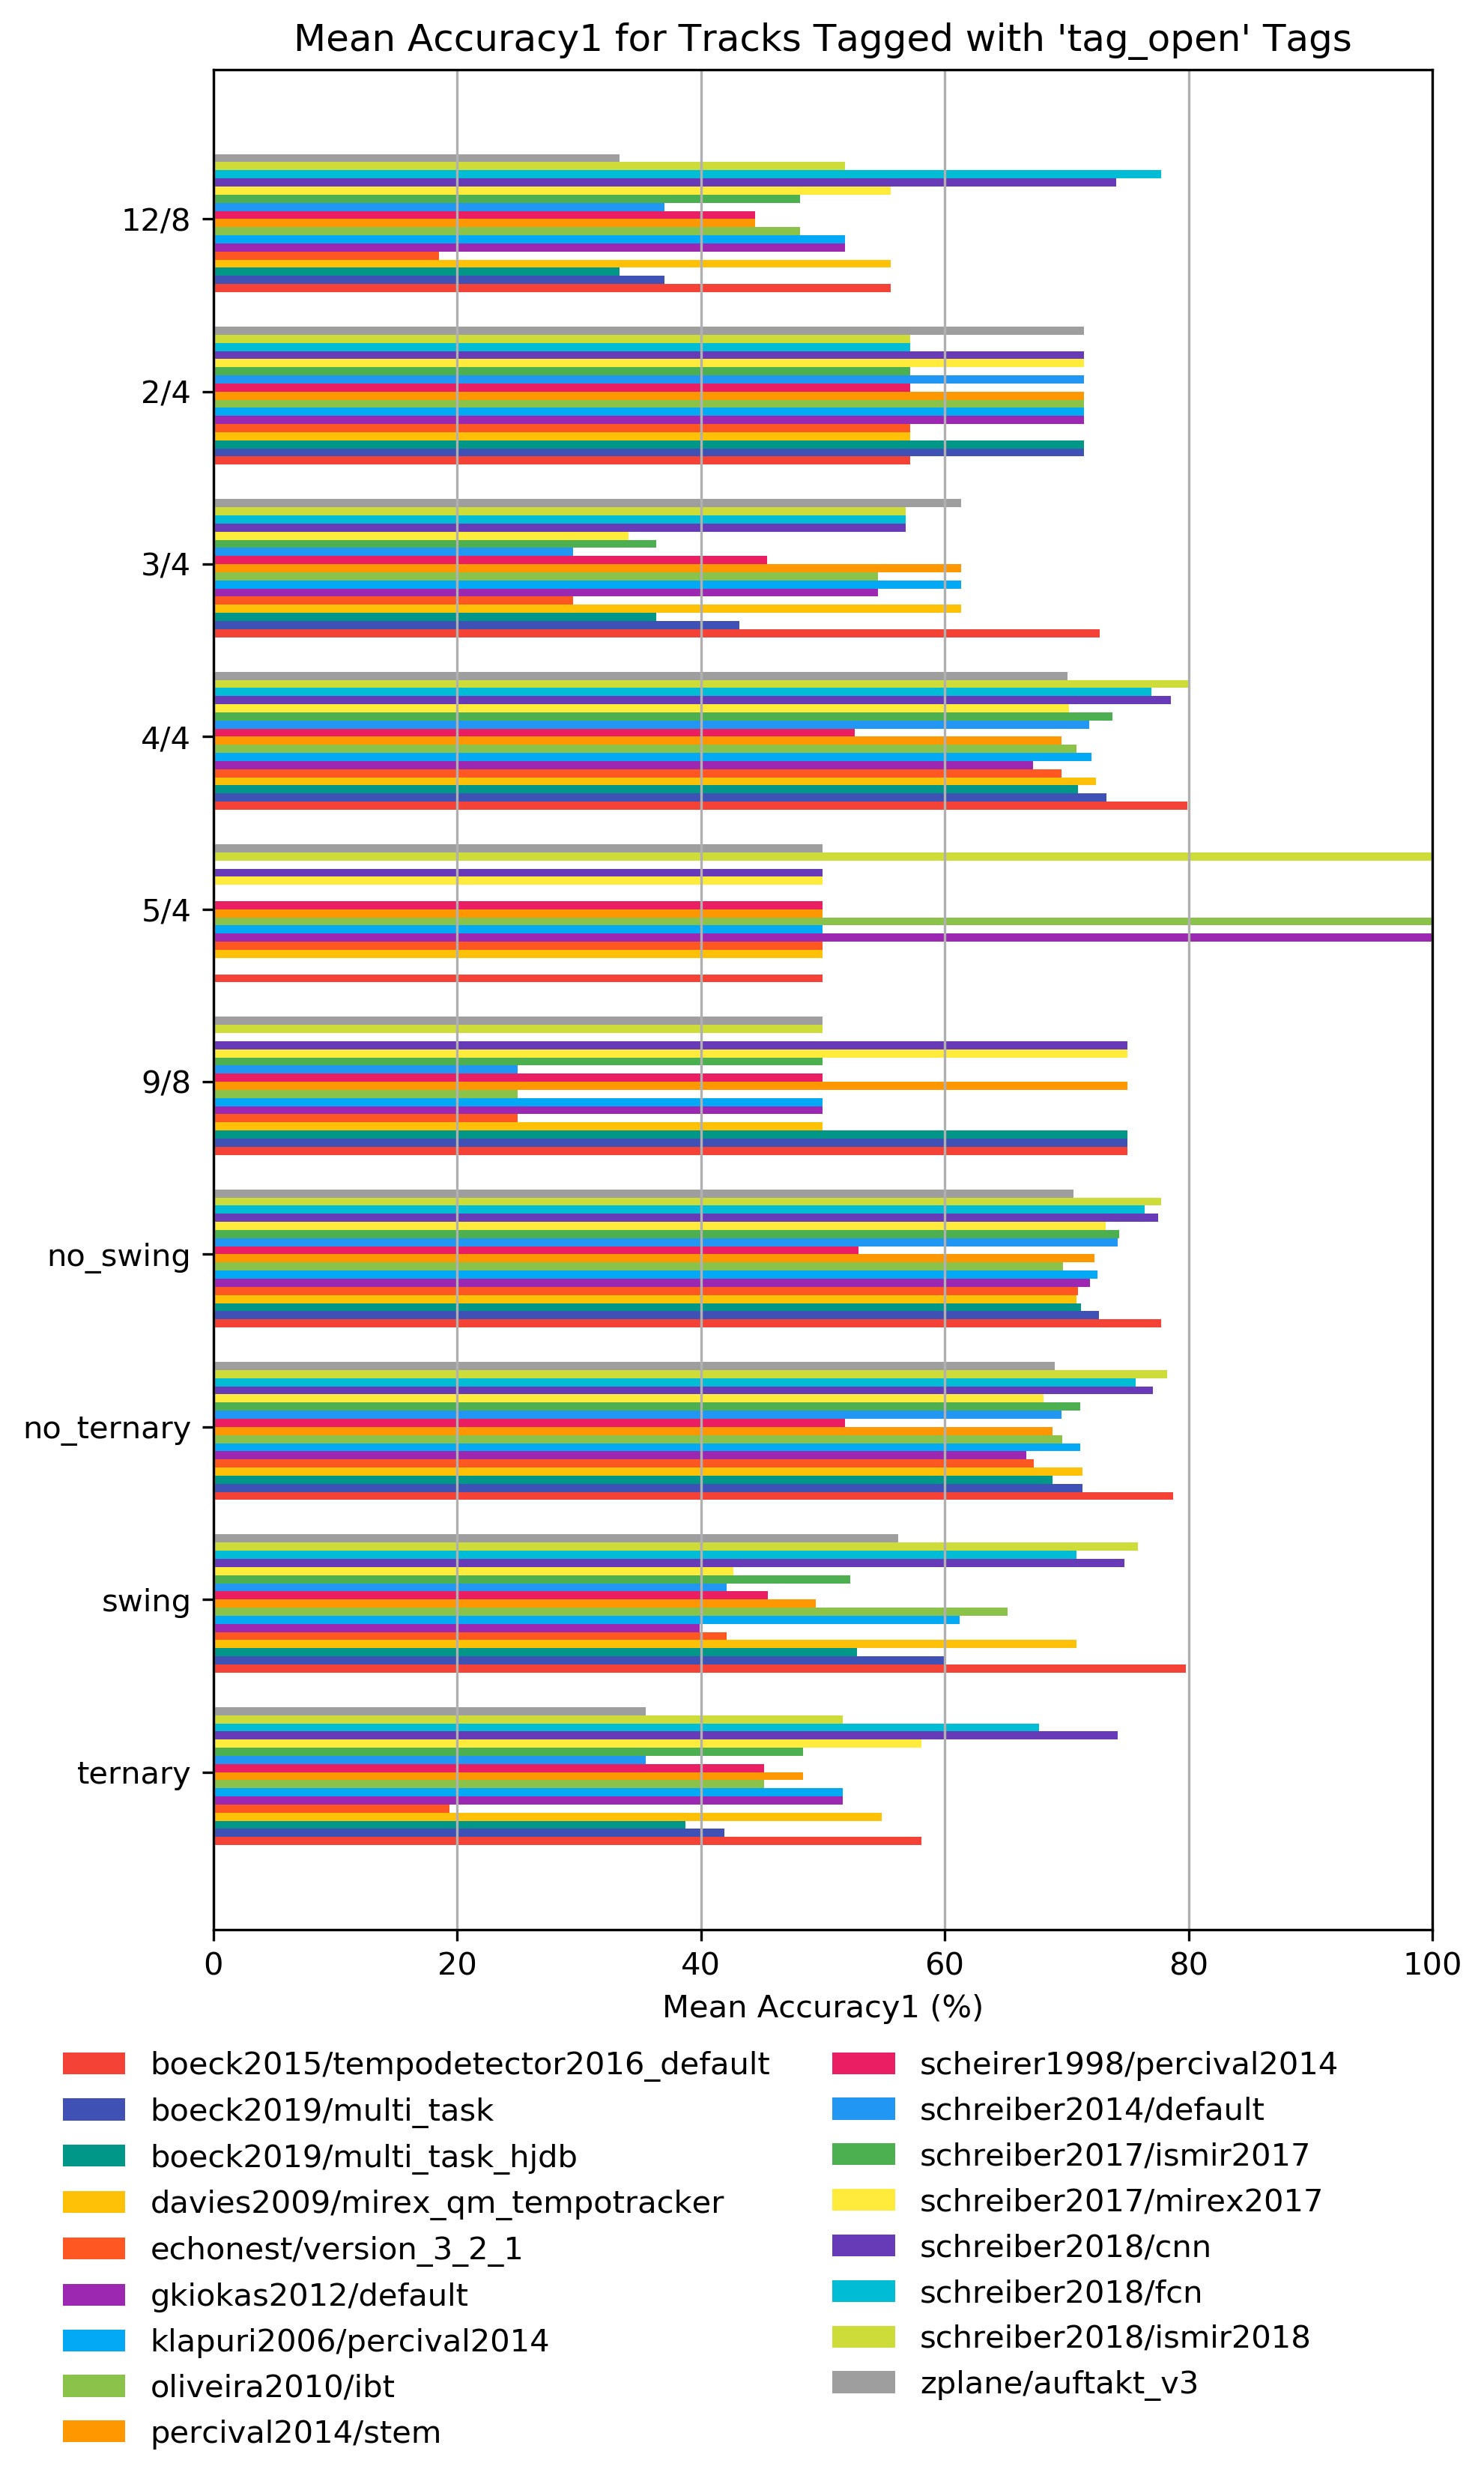 Mean Accuracy1 for Tracks Tagged with 'tag_open' Tags
12/8
2/4
3/4
4/4
5/4
9/8
no_swing
no_ternary
swing
ternary
0 20 40 60 80 100
Mean Accuracy1 (%)
boeck2015/tempodetector2016_default
boeck2019/multi_task
boeck2019/multi_task_hjdb
davies2009/mirex_qm_tempotracker
echonest/version_3_2_1
gkiokas2012/default
klapuri2006/percival2014
oliveira2010/ibt
percival2014/stem
scheirer1998/percival2014
schreiber2014/default
schreiber2017/ismir2017
schreiber2017/mirex2017
schreiber2018/cnn
schreiber2018/fcn
schreiber2018/ismir2018
zplane/auftakt_v3